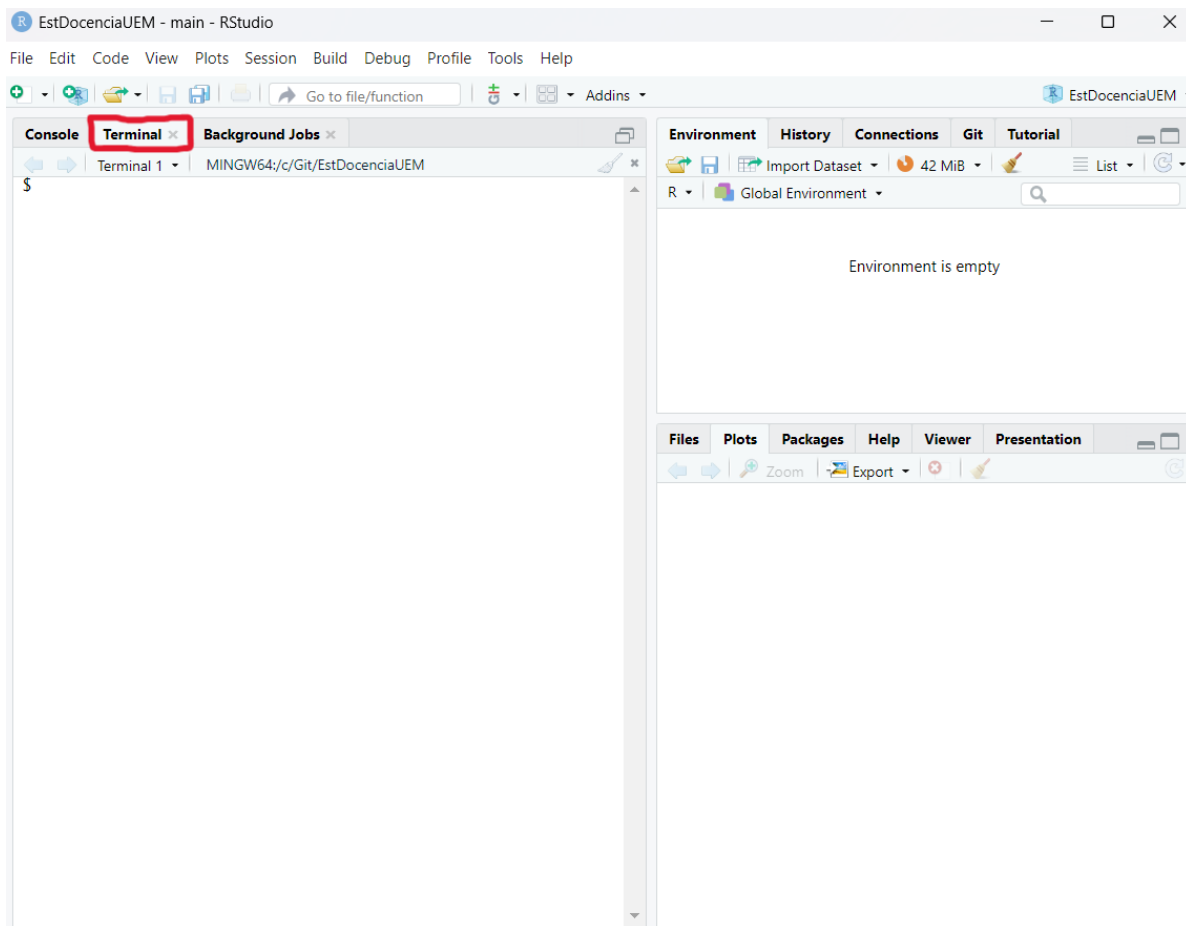 R EstDocenciaUEM - main - RStudio
File Edit Code View Plots Session Build Debug Profile Tools Help
Go to file/function Addins R EstDocenciaUEM
Console Terminal Background Jobs
Terminal 1 MINGW64:/c/Git/EstDocenciaUEM
$
Environment History Connections Git Tutorial
Import Dataset 42 MiB List
R Global Environment
Environment is empty
Files Plots Packages Help Viewer Presentation
Zoom Export